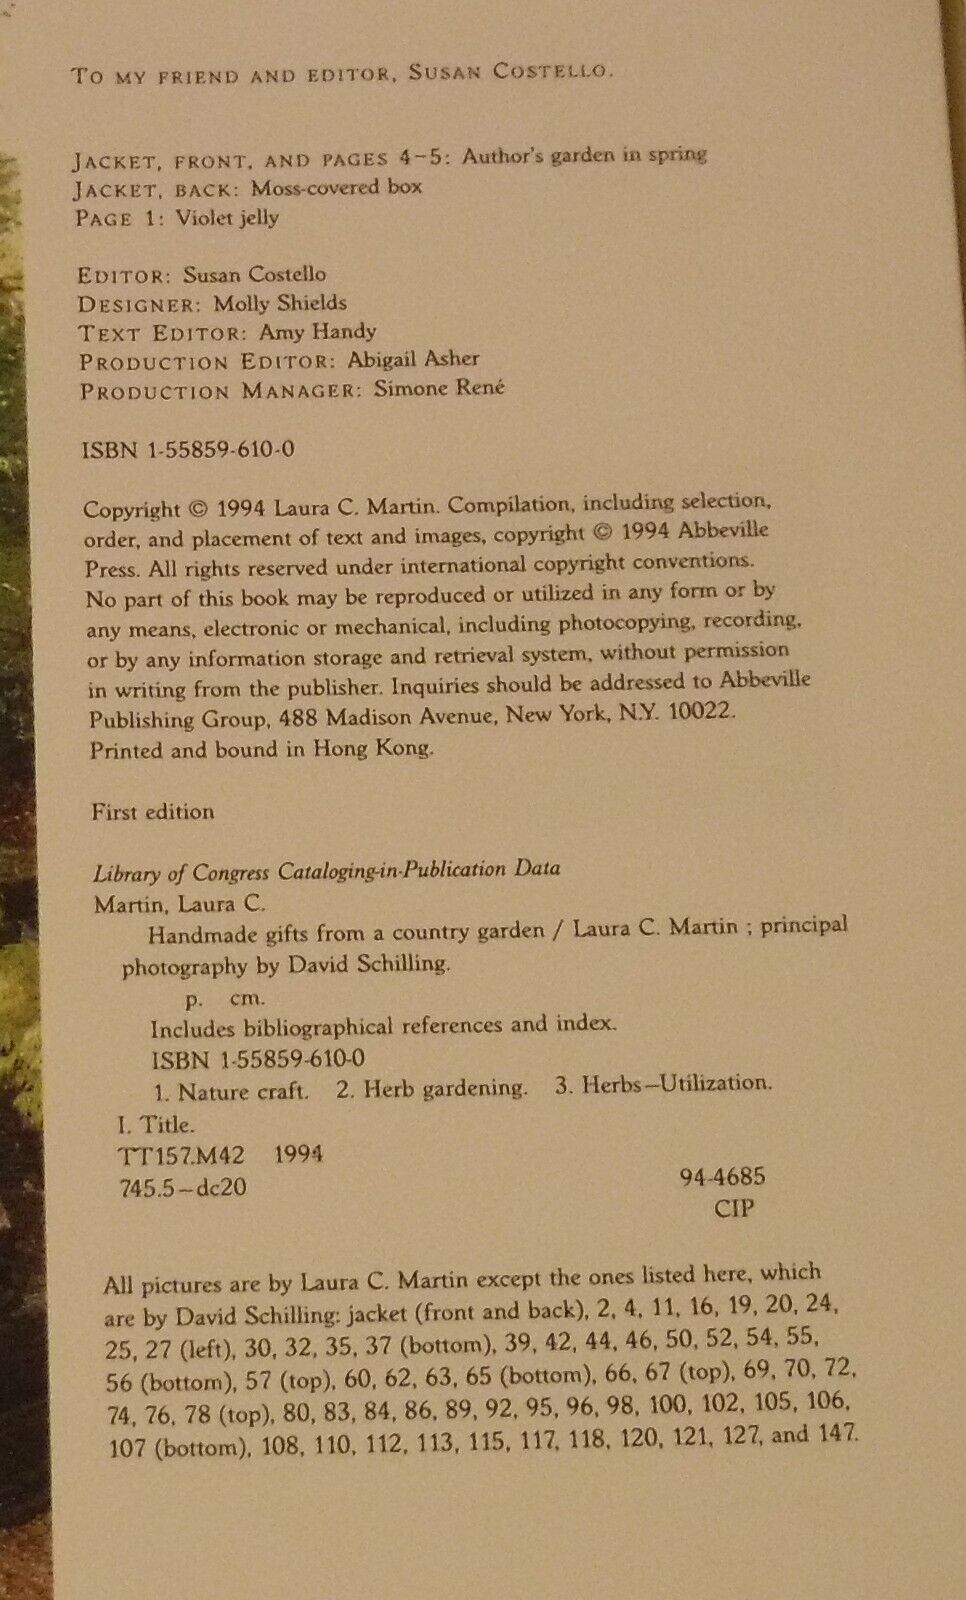 To my friend and editor, Susan Costello.
Jacket, front, and pages 4–5: Author's garden in spring
Jacket, back: Moss-covered box
Page 1: Violet jelly
Editor: Susan Costello
Designer: Molly Shields
Text Editor: Amy Handy
Production Editor: Abigail Asher
Production Manager: Simone René
ISBN 1-55859-610-0
Copyright © 1994 Laura C. Martin. Compilation, including selection,
order, and placement of text and images, copyright © 1994 Abbeville
Press. All rights reserved under international copyright conventions.
No part of this book may be reproduced or utilized in any form or by
any means, electronic or mechanical, including photocopying, recording,
or by any information storage and retrieval system, without permission
in writing from the publisher. Inquiries should be addressed to Abbeville
Publishing Group, 488 Madison Avenue, New York, N.Y. 10022.
Printed and bound in Hong Kong.
First edition
Library of Congress Cataloging-in-Publication Data
Martin, Laura C.
Handmade gifts from a country garden / Laura C. Martin ; principal
photography by David Schilling.
p. cm.
Includes bibliographical references and index.
ISBN 1-55859-610-0
1. Nature craft. 2. Herb gardening. 3. Herbs—Utilization.
I. Title.
TT157.M42 1994
745.5—dc20 94-4685
CIP
All pictures are by Laura C. Martin except the ones listed here, which
are by David Schilling: jacket (front and back), 2, 4, 11, 16, 19, 20, 24,
25, 27 (left), 30, 32, 35, 37 (bottom), 39, 42, 44, 46, 50, 52, 54, 55,
56 (bottom), 57 (top), 60, 62, 63, 65 (bottom), 66, 67 (top), 69, 70, 72,
74, 76, 78 (top), 80, 83, 84, 86, 89, 92, 95, 96, 98, 100, 102, 105, 106,
107 (bottom), 108, 110, 112, 113, 115, 117, 118, 120, 121, 127, and 147.